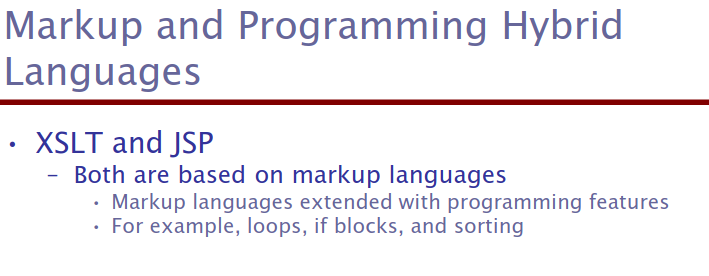 Markup and Programming Hybrid
Languages
• XSLT and JSP
– Both are based on markup languages
• Markup languages extended with programming features
• For example, loops, if blocks, and sorting